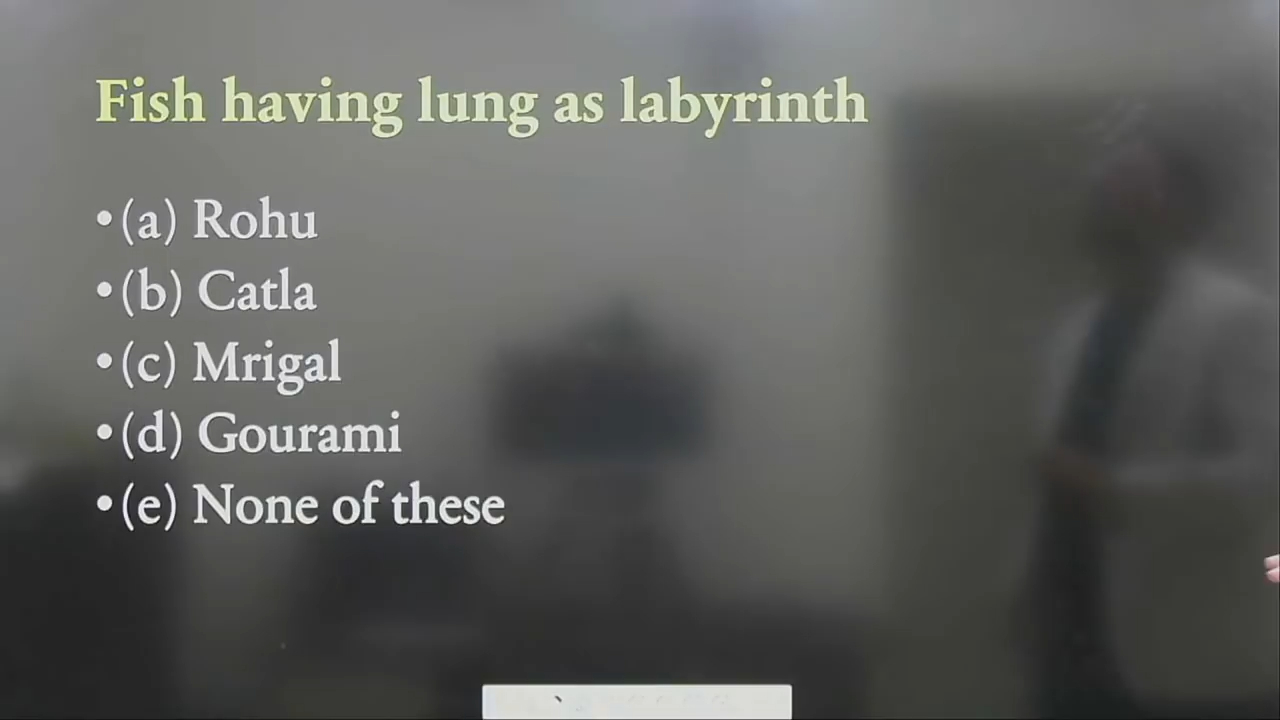 Fish having lung as labyrinth
• (a) Rohu
• (b) Catla
• (c) Mrigal
• (d) Gourami
• (e) None of these